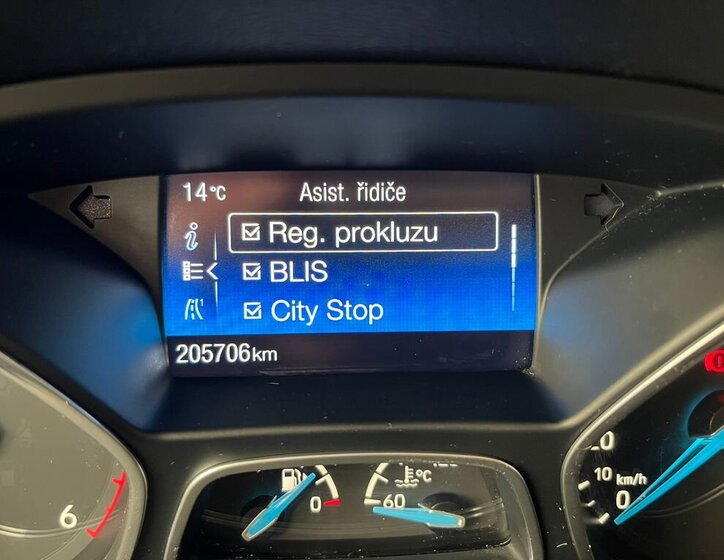 14°C Asist. řidiče
Reg. prokluzu
BLIS
City Stop
205706km
6
0
60
°C
10 km/h
0